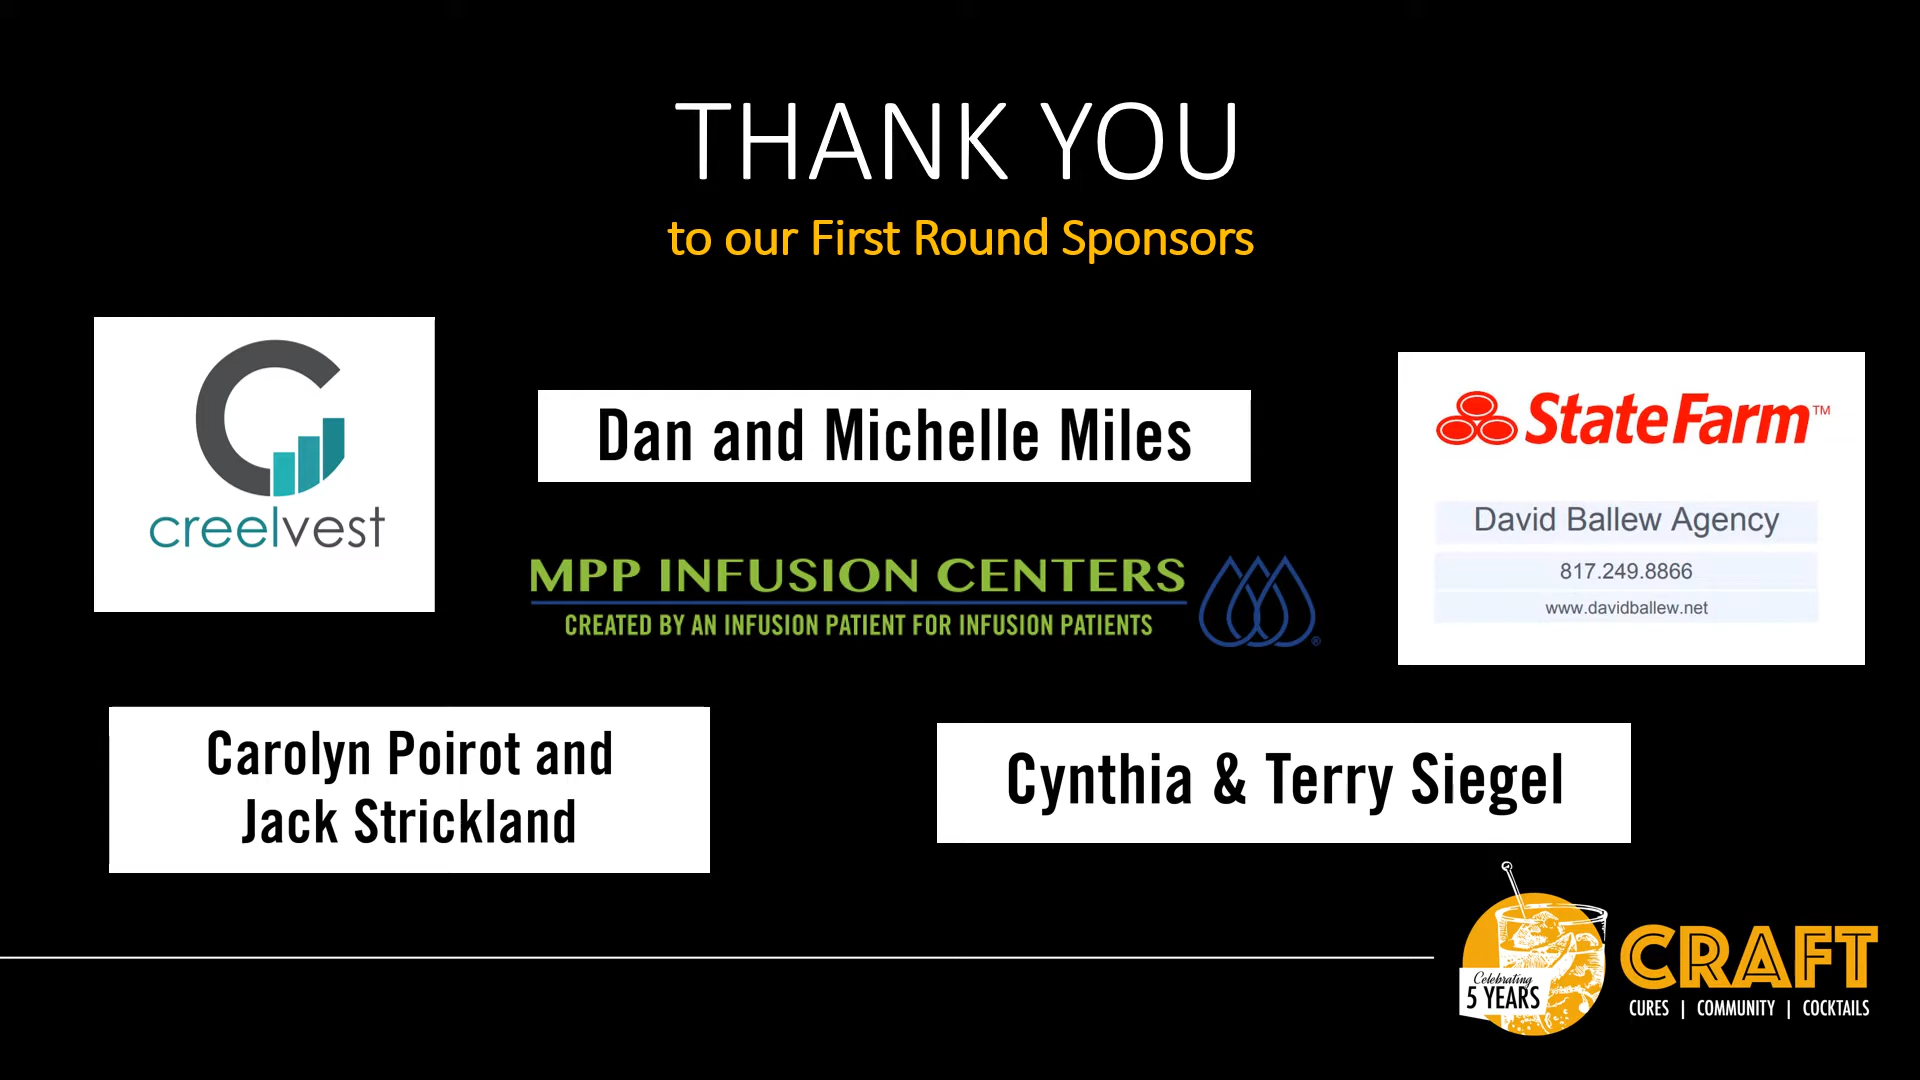 THANK YOU
to our First Round Sponsors
creelvest
Dan and Michelle Miles
StateFarm™
David Ballew Agency
817.249.8866
www.davidballew.net
MPP INFUSION CENTERS
CREATED BY AN INFUSION PATIENT FOR INFUSION PATIENTS
®
Carolyn Poirot and
Jack Strickland
Cynthia & Terry Siegel
Celebrating
5 YEARS
CRAFT
CURES | COMMUNITY | COCKTAILS